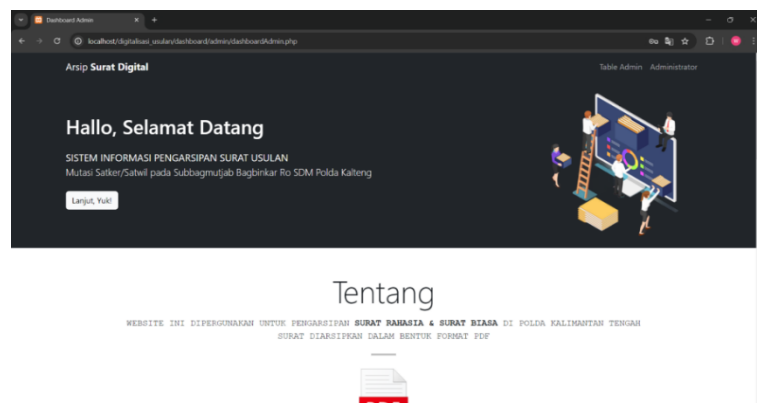 Dashboard Admin
localhost/digitalisasi_usulan/dashboard/admin/dashboardAdmin.php
Arsip Surat Digital
Table Admin Administrator
Hallo, Selamat Datang
SISTEM INFORMASI PENGARSIPAN SURAT USULAN
Mutasi Satker/Satwil pada Subbagmutjab Bagbinkar Ro SDM Polda Kalteng
Lanjut, Yuk!
Tentang
WEBSITE INI DIPERGUNAKAN UNTUK PENGARSIPAN SURAT RAHASIA & SURAT BIASA DI POLDA KALIMANTAN TENGAH
SURAT DIARSIPKAN DALAM BENTUK FORMAT PDF